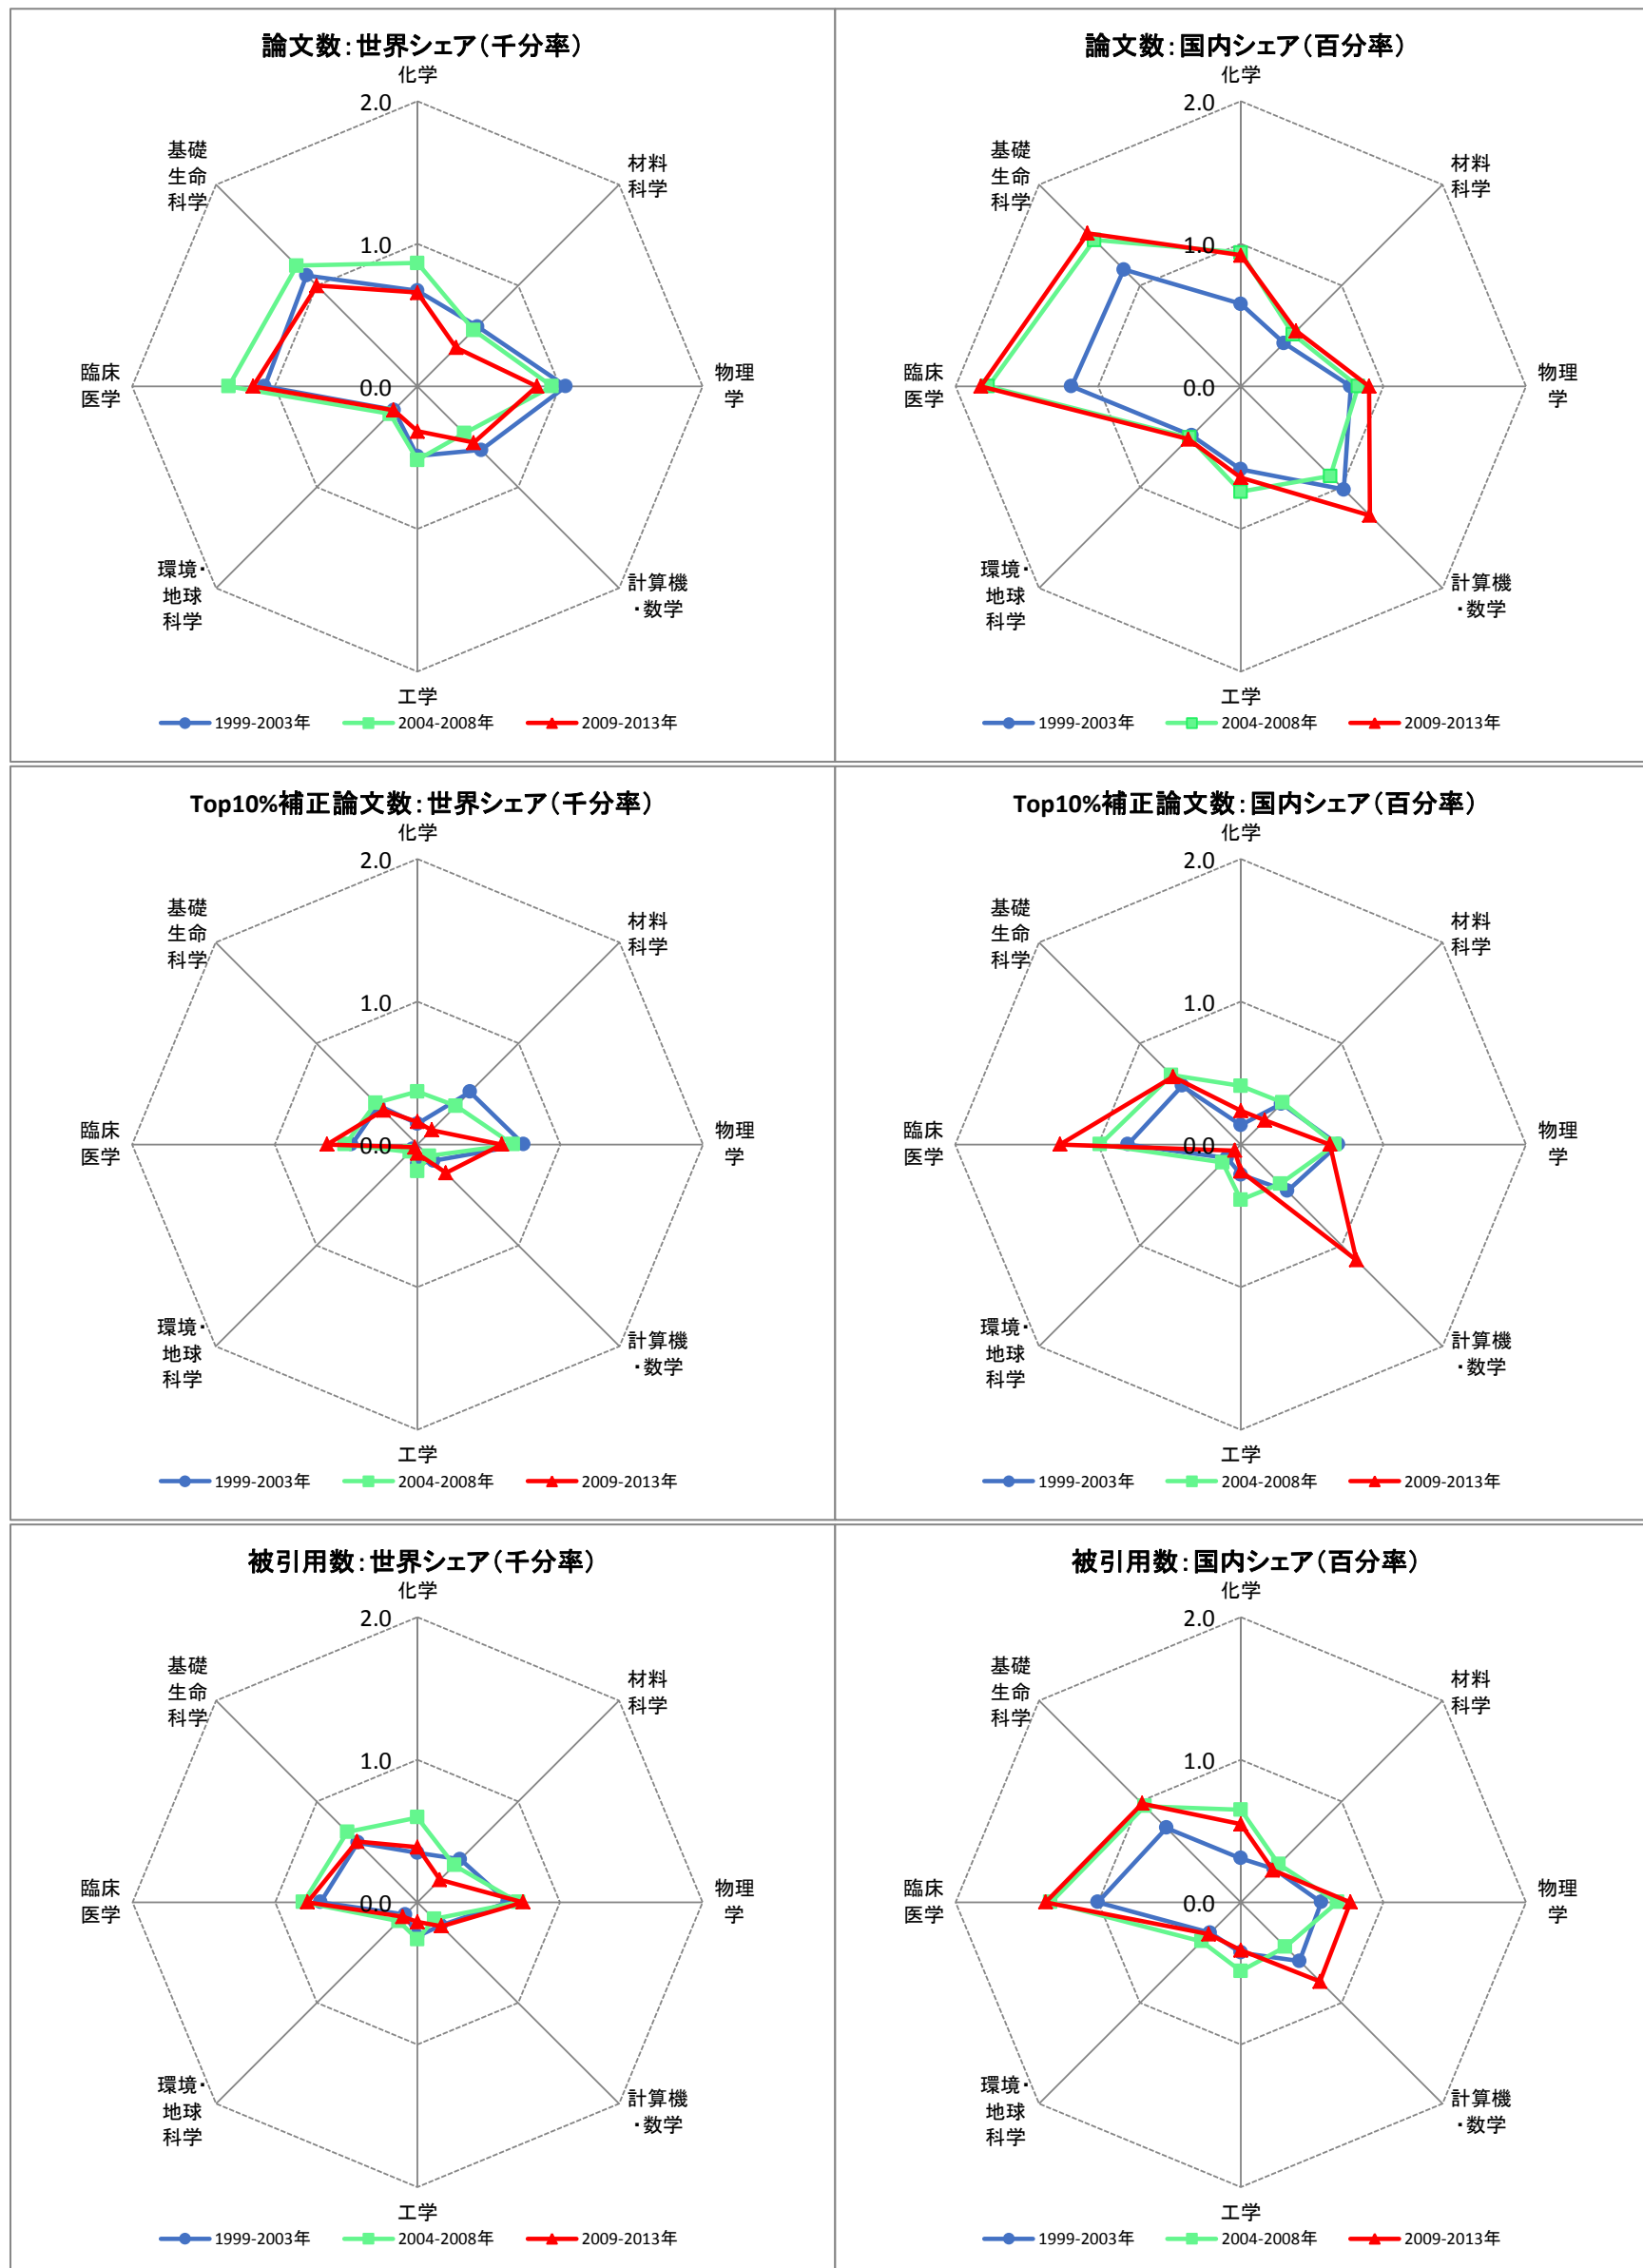 論文数:世界シェア(千分率)
化学
2.0
基礎
生命
科学
材料
科学
1.0
臨床
医学
0.0
物理
学
環境・
地球
科学
計算機
・数学
工学
1999-2003年 2004-2008年 2009-2013年
論文数:国内シェア(百分率)
化学
2.0
基礎
生命
科学
材料
科学
1.0
臨床
医学
0.0
物理
学
環境・
地球
科学
計算機
・数学
工学
1999-2003年 2004-2008年 2009-2013年
Top10%補正論文数:世界シェア(千分率)
化学
2.0
基礎
生命
科学
材料
科学
1.0
臨床
医学
0.0
物理
学
環境・
地球
科学
計算機
・数学
工学
1999-2003年 2004-2008年 2009-2013年
Top10%補正論文数:国内シェア(百分率)
化学
2.0
基礎
生命
科学
材料
科学
1.0
臨床
医学
0.0
物理
学
環境・
地球
科学
計算機
・数学
工学
1999-2003年 2004-2008年 2009-2013年
被引用数:世界シェア(千分率)
化学
2.0
基礎
生命
科学
材料
科学
1.0
臨床
医学
0.0
物理
学
環境・
地球
科学
計算機
・数学
工学
1999-2003年 2004-2008年 2009-2013年
被引用数:国内シェア(百分率)
化学
2.0
基礎
生命
科学
材料
科学
1.0
臨床
医学
0.0
物理
学
環境・
地球
科学
計算機
・数学
工学
1999-2003年 2004-2008年 2009-2013年